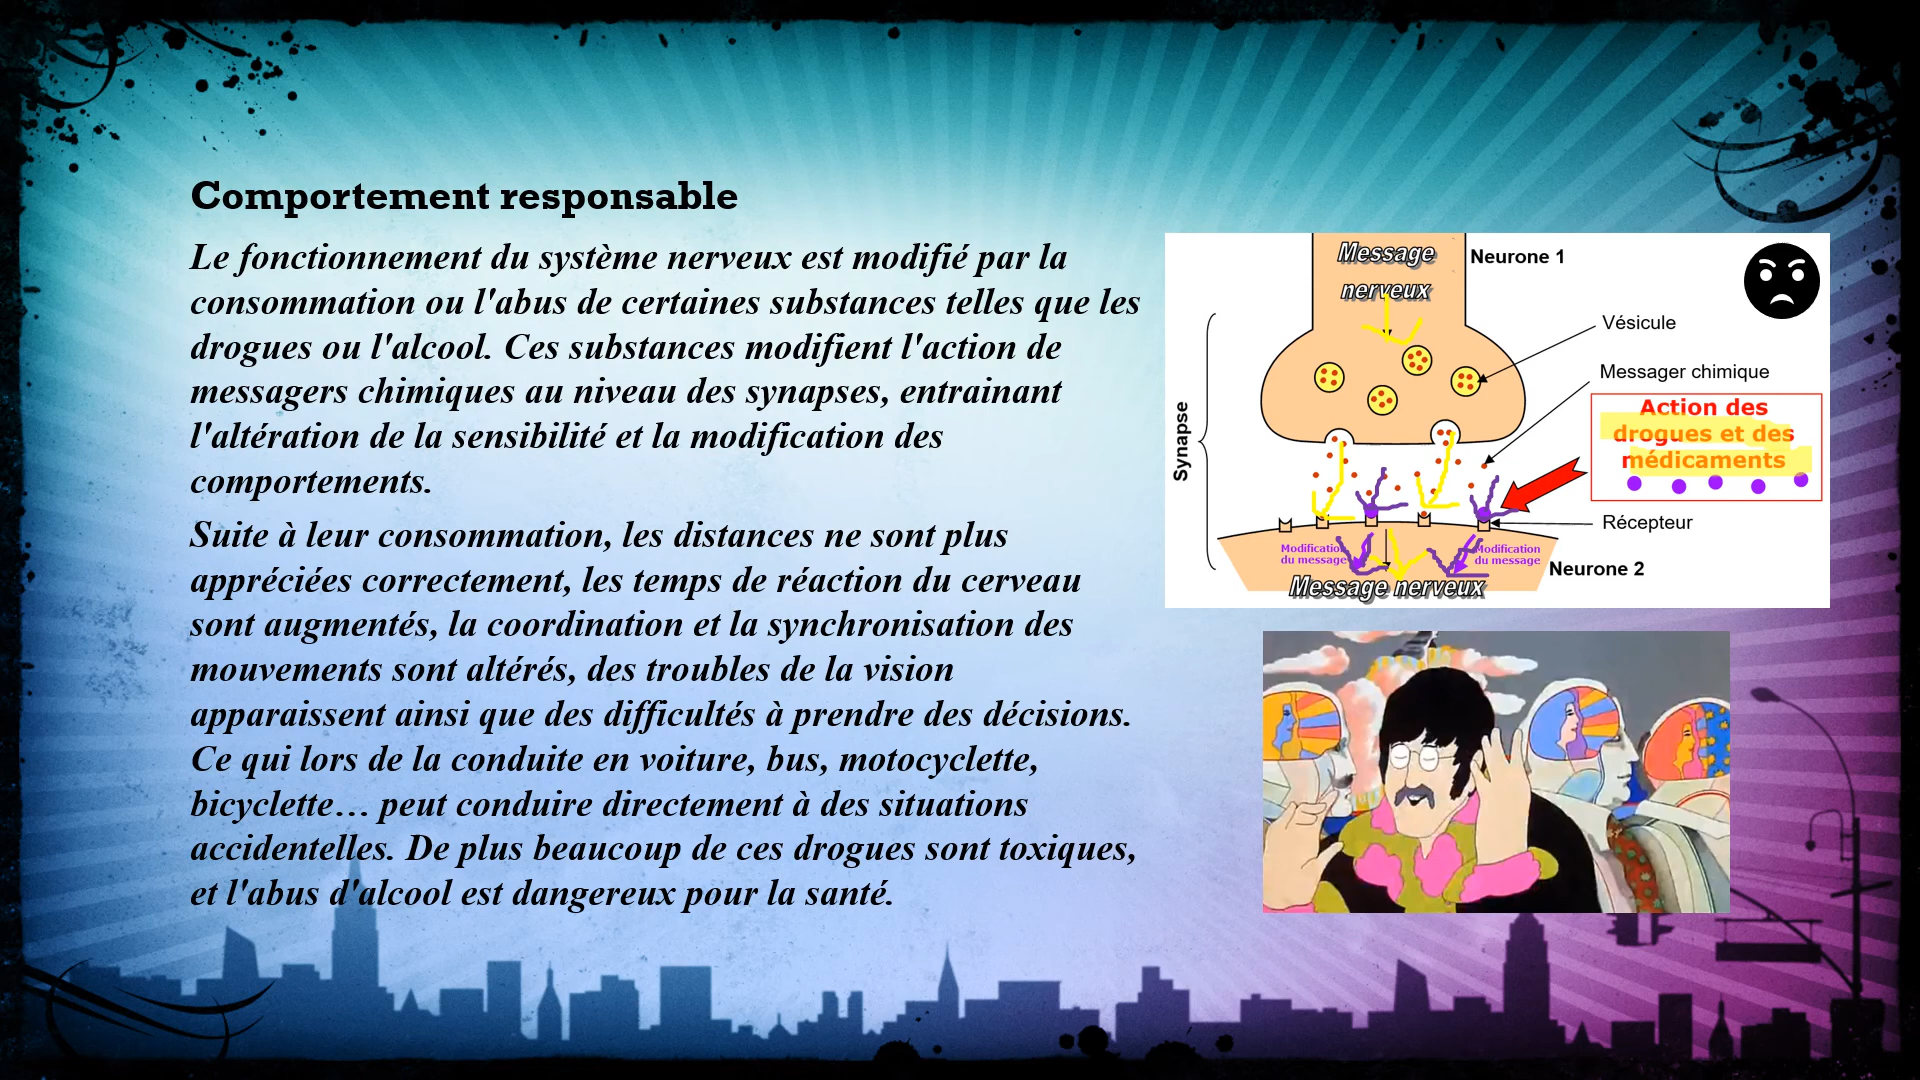 Comportement responsable
Le fonctionnement du système nerveux est modifié par la
consommation ou l'abus de certaines substances telles que les
drogues ou l'alcool. Ces substances modifient l'action de
messagers chimiques au niveau des synapses, entrainant
l'altération de la sensibilité et la modification des
comportements.
Suite à leur consommation, les distances ne sont plus
appréciées correctement, les temps de réaction du cerveau
sont augmentés, la coordination et la synchronisation des
mouvements sont altérés, des troubles de la vision
apparaissent ainsi que des difficultés à prendre des décisions.
Ce qui lors de la conduite en voiture, bus, motocyclette,
bicyclette… peut conduire directement à des situations
accidentelles. De plus beaucoup de ces drogues sont toxiques,
et l'abus d'alcool est dangereux pour la santé.
Message
nerveux
Neurone 1
Vésicule
Messager chimique
Synapse
Action des
drogues et des
médicaments
Récepteur
Modification
du message
Modification
du message
Neurone 2
Message nerveux